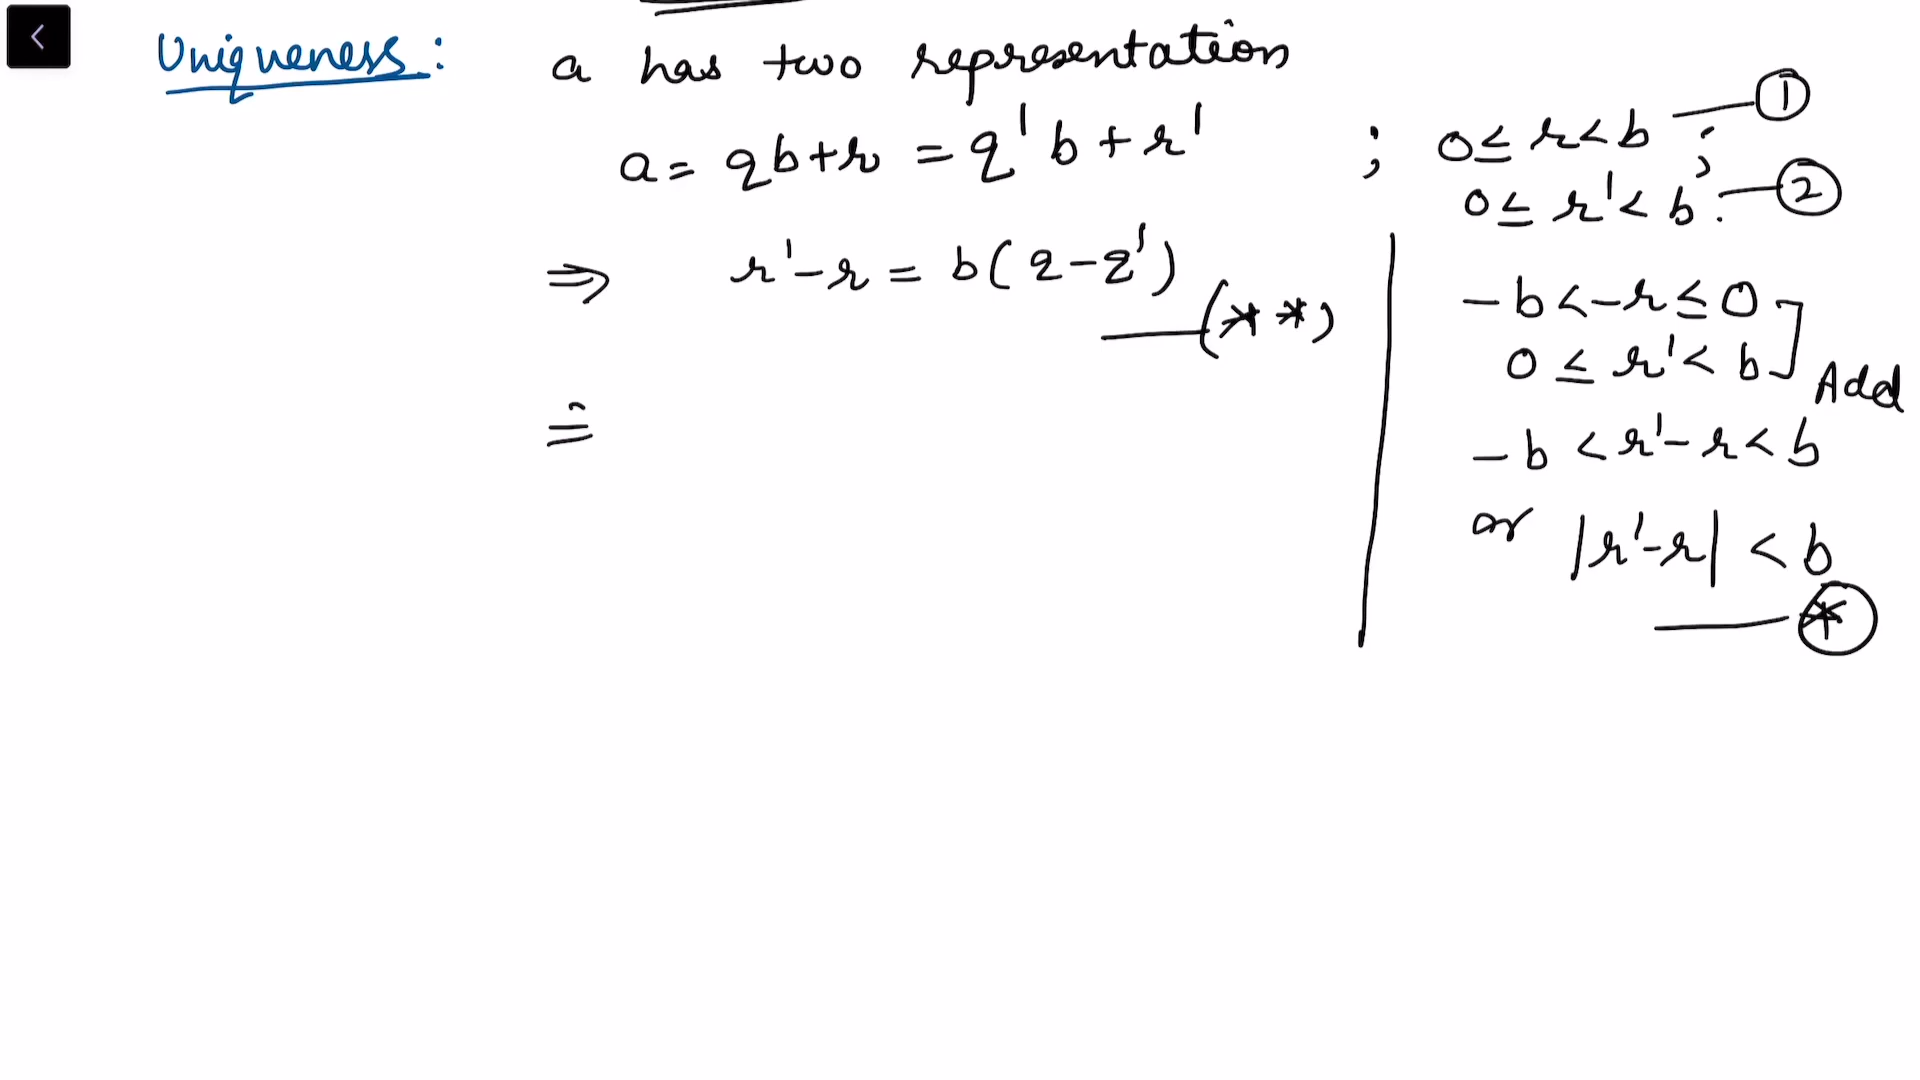 Uniqueness: a has two representation
a = qb+r = q'b+r' ; 0≤ r<b ; — ①
0≤ r'< b. — ②
⇒ r'-r = b(q-q') — (**)
-b<-r≤0
0 ≤ r'< b ] Add
-b < r'-r < b
or |r'-r| < b
— *
=